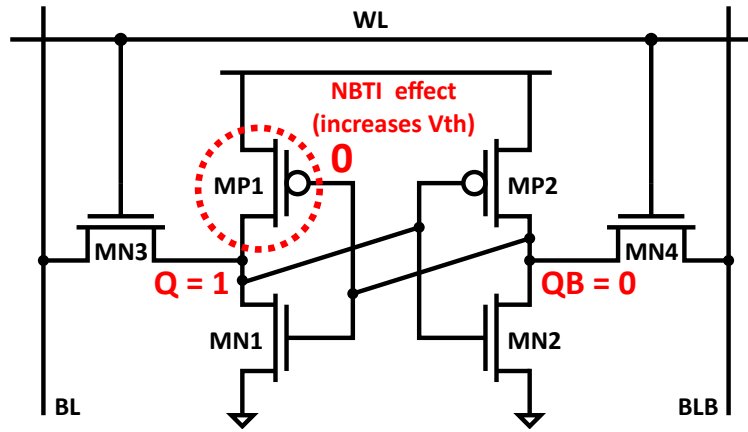 WL
NBTI effect
(increases Vth)
0
MP1
MP2
MN3
MN4
Q = 1
QB = 0
MN1
MN2
BL
BLB